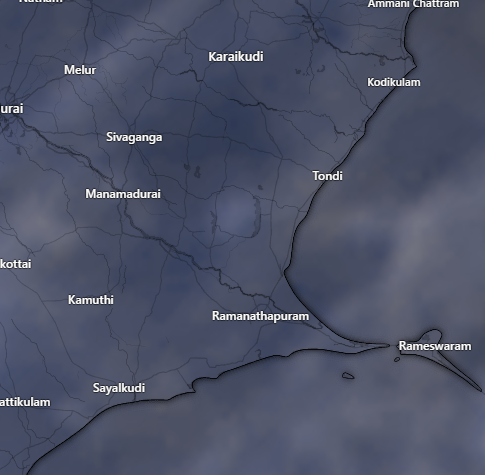 Ammani Chattram
Karaikudi
Melur
Kodikulam
urai
Sivaganga
Tondi
Manamadurai
kottai
Kamuthi
Ramanathapuram
Rameswaram
Sayalkudi
attikulam